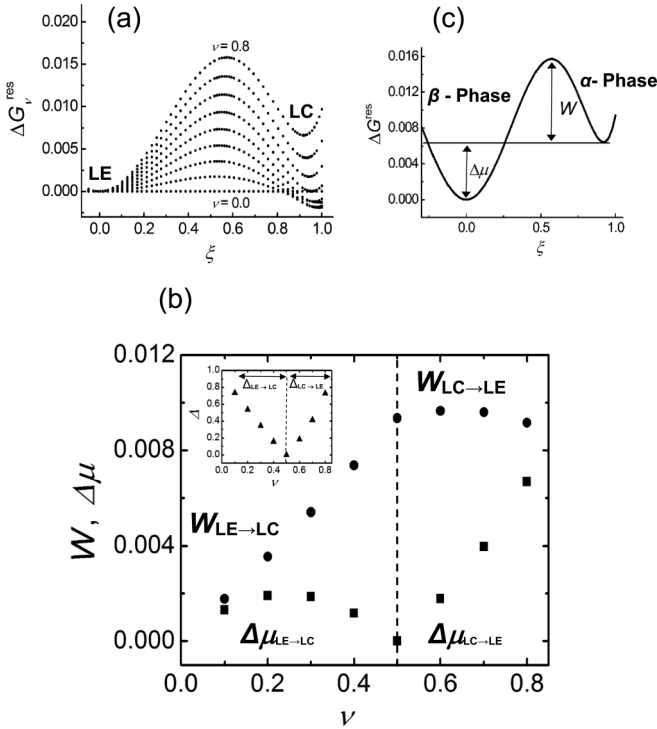 (a)
ΔG_ν^res
0.020
0.015
0.010
0.005
0.000
ν = 0.8
LE
LC
ν = 0.0
0.0 0.2 0.4 0.6 0.8 1.0
ξ
(c)
ΔG^res
0.016
0.012
0.008
0.004
0.000
β - Phase
α- Phase
W
Δμ
0.0 0.5 1.0
ξ
(b)
W, Δμ
0.012
0.008
0.004
0.000
Δ
1.0
0.8
0.6
0.4
0.2
0.0
Δ_LE→LC
Δ_LC→LE
0.0 0.2 0.4 0.6 0.8
ν
W_LC→LE
W_LE→LC
Δμ_LE→LC
Δμ_LC→LE
0.0 0.2 0.4 0.6 0.8
ν